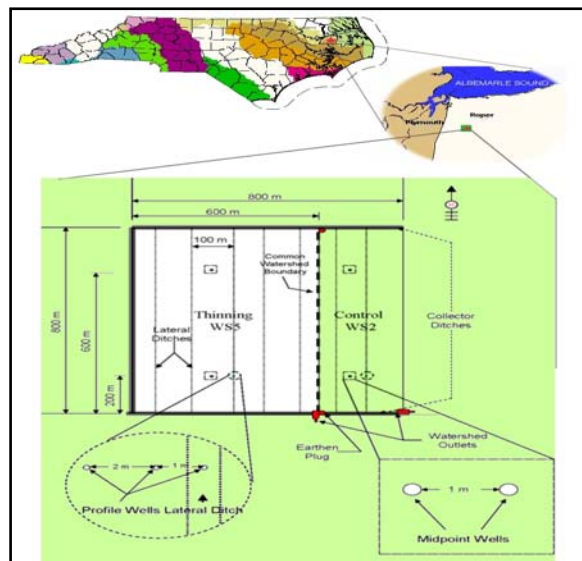 ALBEMARLE SOUND
Roper
Plymouth
800 m
600 m
100 m
Common
Watershed
Boundary
Thinning
WS5
Control
WS2
Lateral
Ditches
Collector
Ditches
800 m
600 m
200 m
Earthen
Plug
Watershed
Outlets
2 m
1 m
Profile Wells
Lateral Ditch
1 m
Midpoint Wells